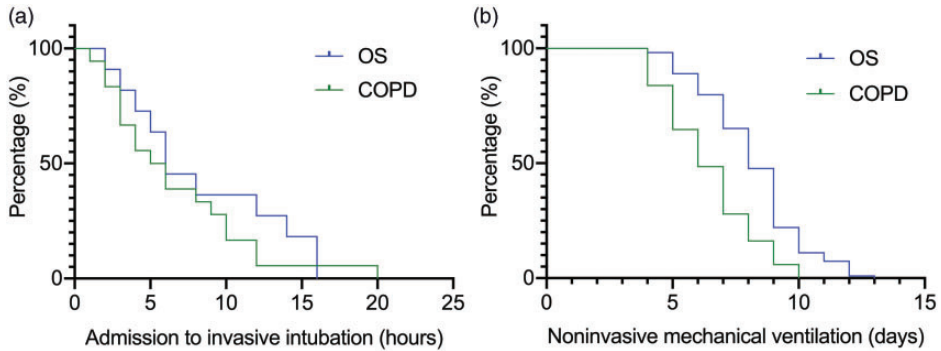 (a)
100
50
0
Percentage (%)
OS
COPD
0 5 10 15 20 25
Admission to invasive intubation (hours)
(b)
100
50
0
Percentage (%)
OS
COPD
0 5 10 15
Noninvasive mechanical ventilation (days)